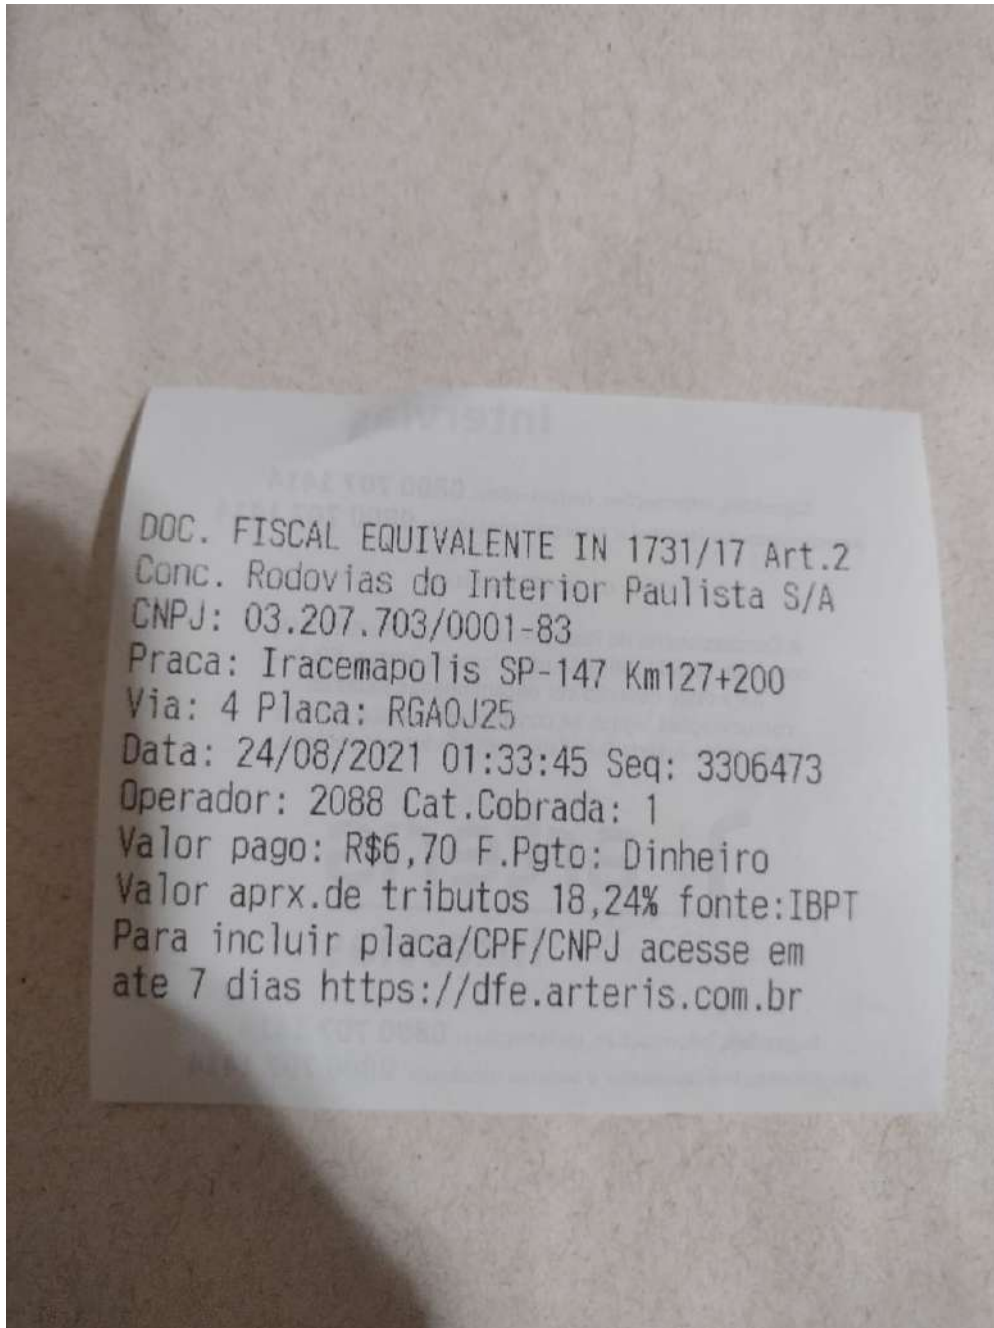 DOC. FISCAL EQUIVALENTE IN 1731/17 Art.2
Conc. Rodovias do Interior Paulista S/A
CNPJ: 03.207.703/0001-83
Praca: Iracemapolis SP-147 Km127+200
Via: 4 Placa: RGA0J25
Data: 24/08/2021 01:33:45 Seq: 3306473
Operador: 2088 Cat.Cobrada: 1
Valor pago: R$6,70 F.Pgto: Dinheiro
Valor aprx.de tributos 18,24% fonte:IBPT
Para incluir placa/CPF/CNPJ acesse em
ate 7 dias https://dfe.arteris.com.br